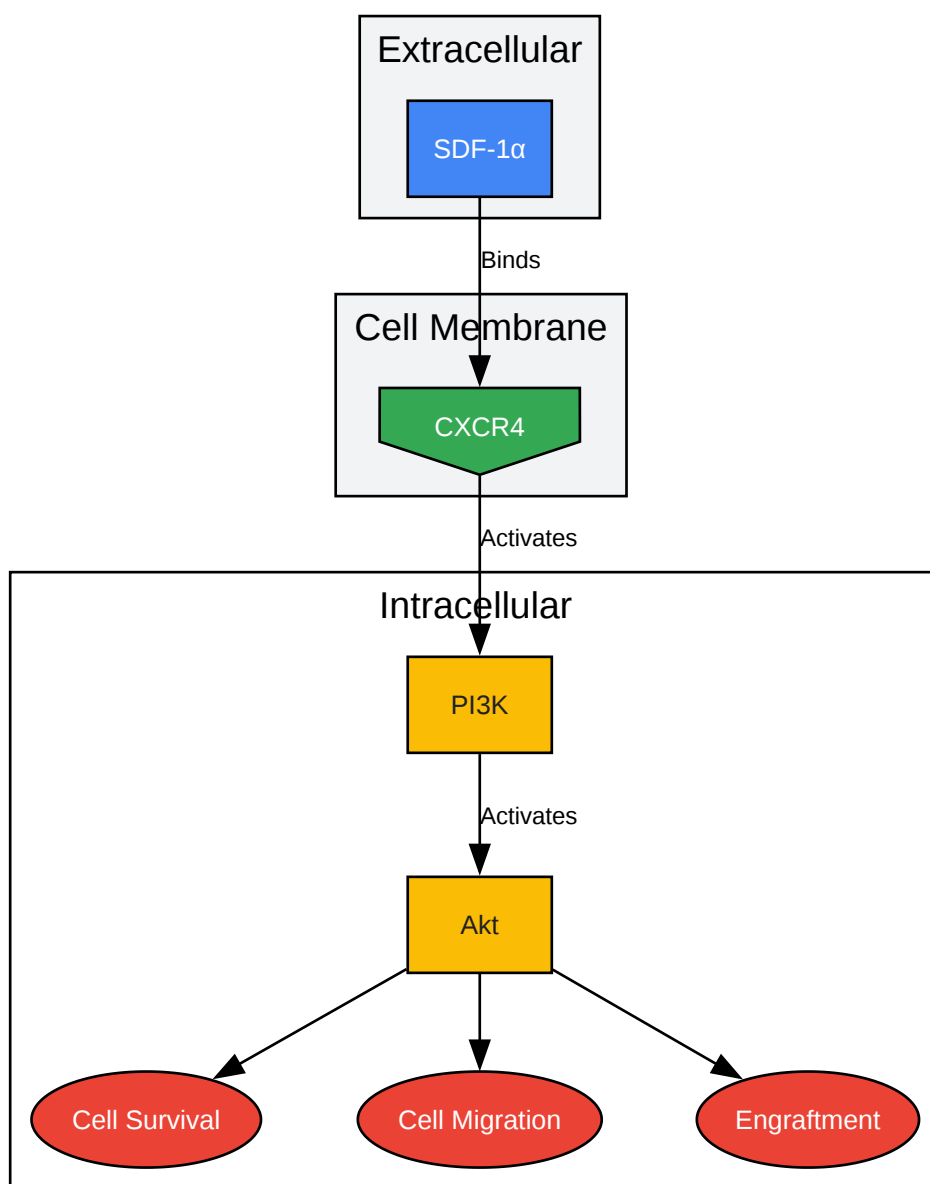 Extracellular
SDF-1α
Binds
Cell Membrane
CXCR4
Activates
Intracellular
PI3K
Activates
Akt
Cell Survival
Cell Migration
Engraftment